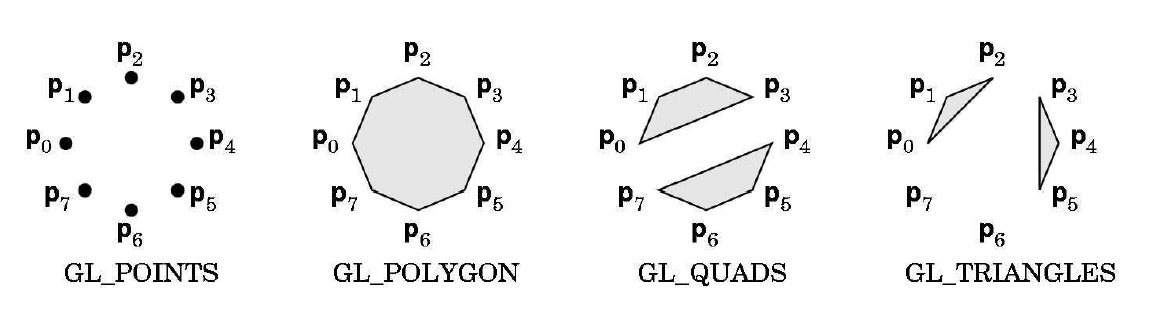 p2
p1 p3
p0 p4
p7 p5
p6
GL_POINTS
p2
p1 p3
p0 p4
p7 p5
p6
GL_POLYGON
p2
p1 p3
p0 p4
p7 p5
p6
GL_QUADS
p2
p1 p3
p0 p4
p7 p5
p6
GL_TRIANGLES